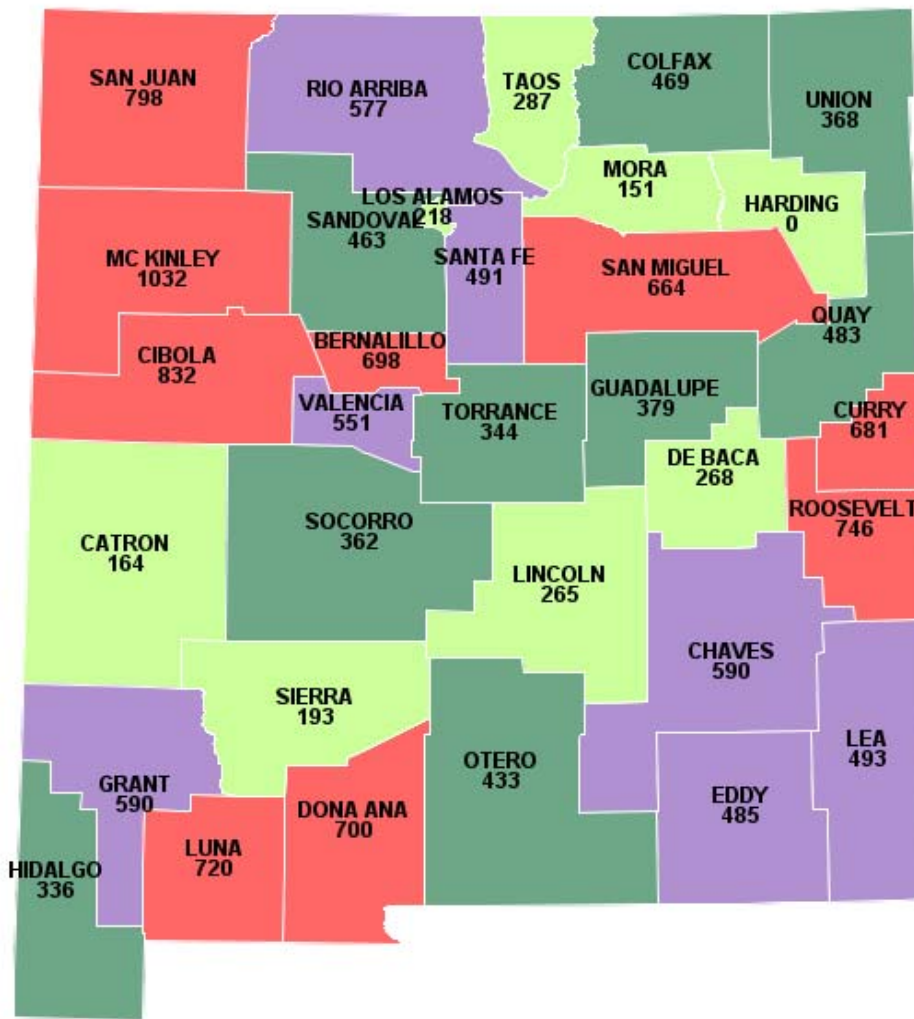 SAN JUAN
798
RIO ARRIBA
577
TAOS
287
COLFAX
469
UNION
368
MORA
151
HARDING
0
LOS ALAMOS
218
SANDOVAL
463
SANTA FE
491
MC KINLEY
1032
SAN MIGUEL
664
QUAY
483
CIBOLA
832
BERNALILLO
698
VALENCIA
551
TORRANCE
344
GUADALUPE
379
CURRY
681
DE BACA
268
ROOSEVELT
746
CATRON
164
SOCORRO
362
LINCOLN
265
CHAVES
590
SIERRA
193
LEA
493
GRANT
590
OTERO
433
EDDY
485
DONA ANA
700
LUNA
720
HIDALGO
336